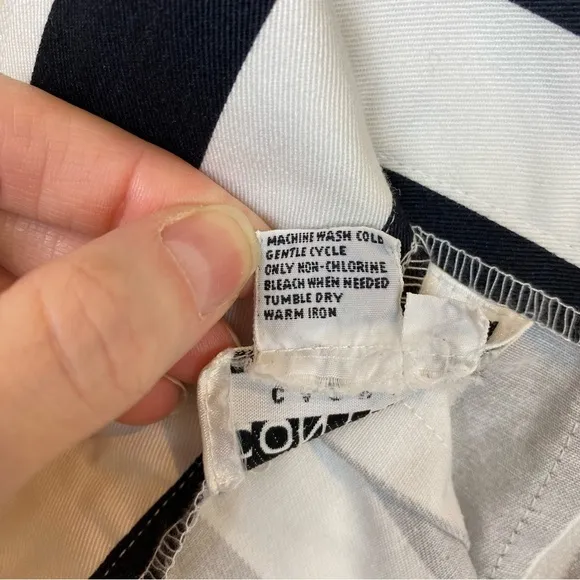 MACHINE WASH COLD
GENTLE CYCLE
ONLY NON-CHLORINE
BLEACH WHEN NEEDED
TUMBLE DRY
WARM IRON